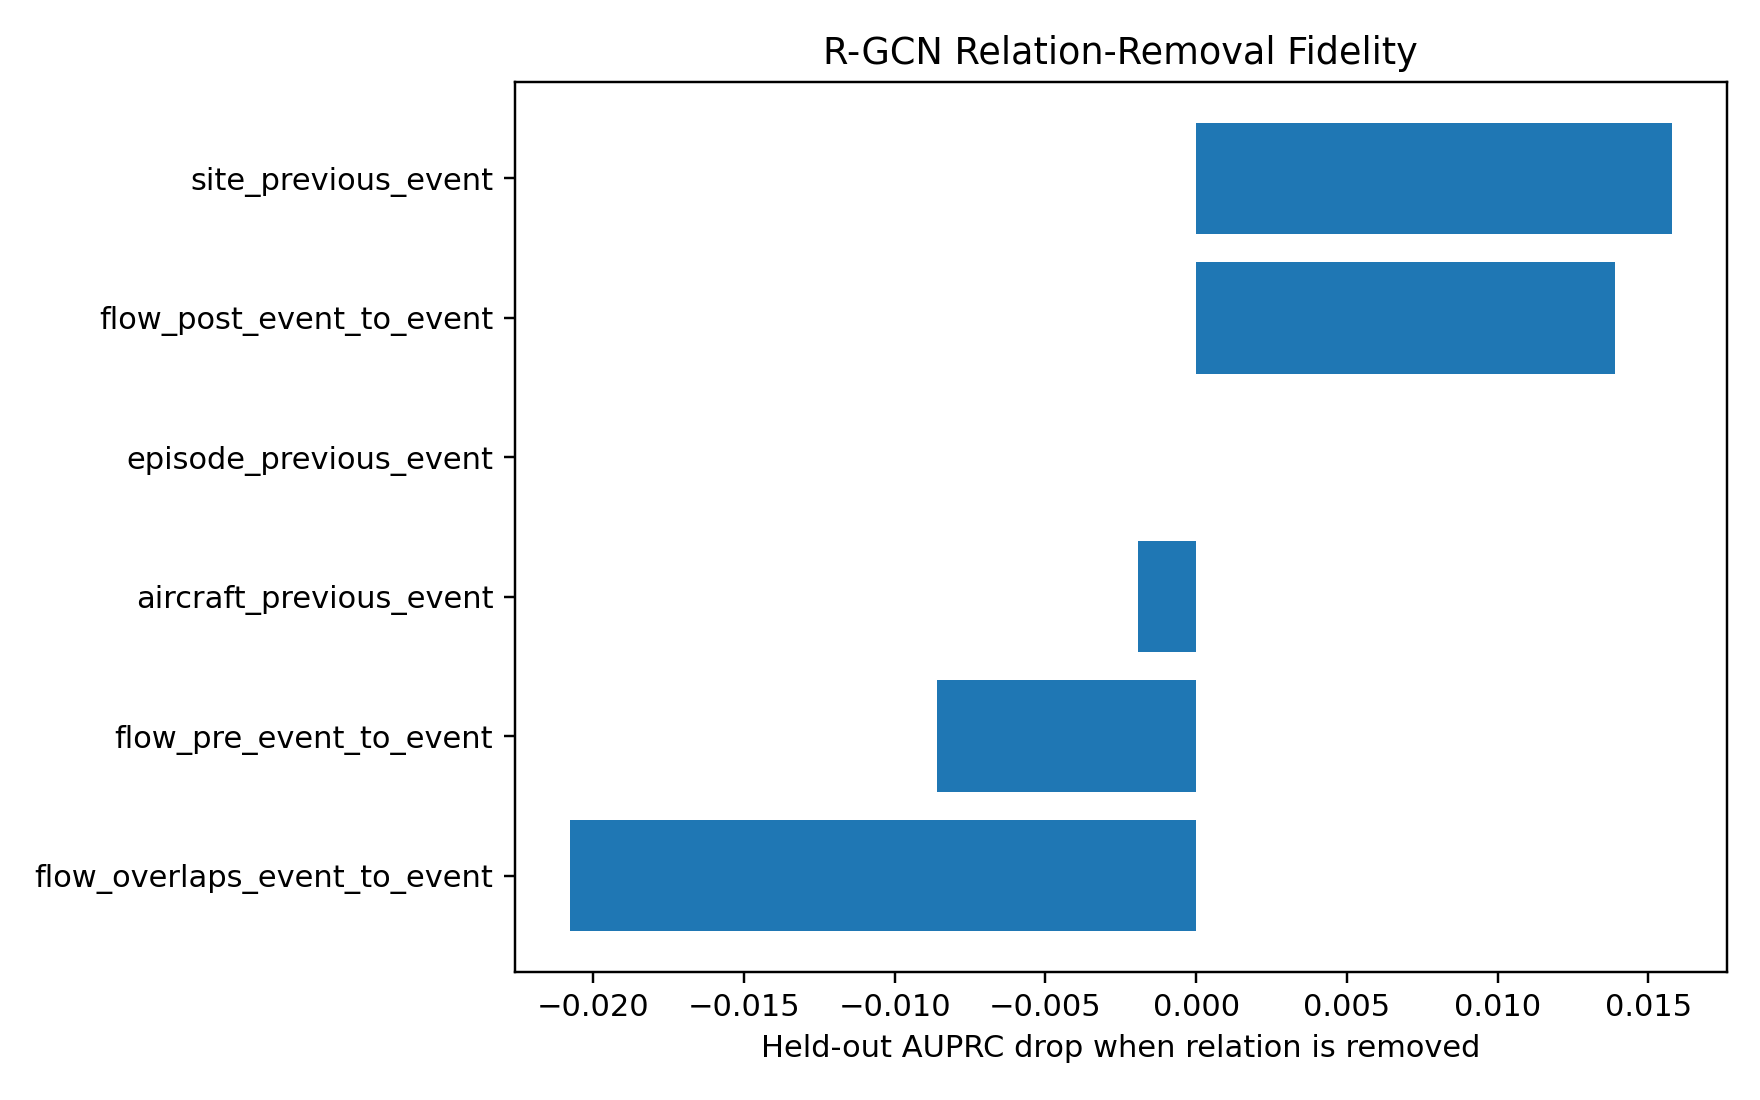 R-GCN Relation-Removal Fidelity
site_previous_event
flow_post_event_to_event
episode_previous_event
aircraft_previous_event
flow_pre_event_to_event
flow_overlaps_event_to_event
−0.020 −0.015 −0.010 −0.005 0.000 0.005 0.010 0.015
Held-out AUPRC drop when relation is removed